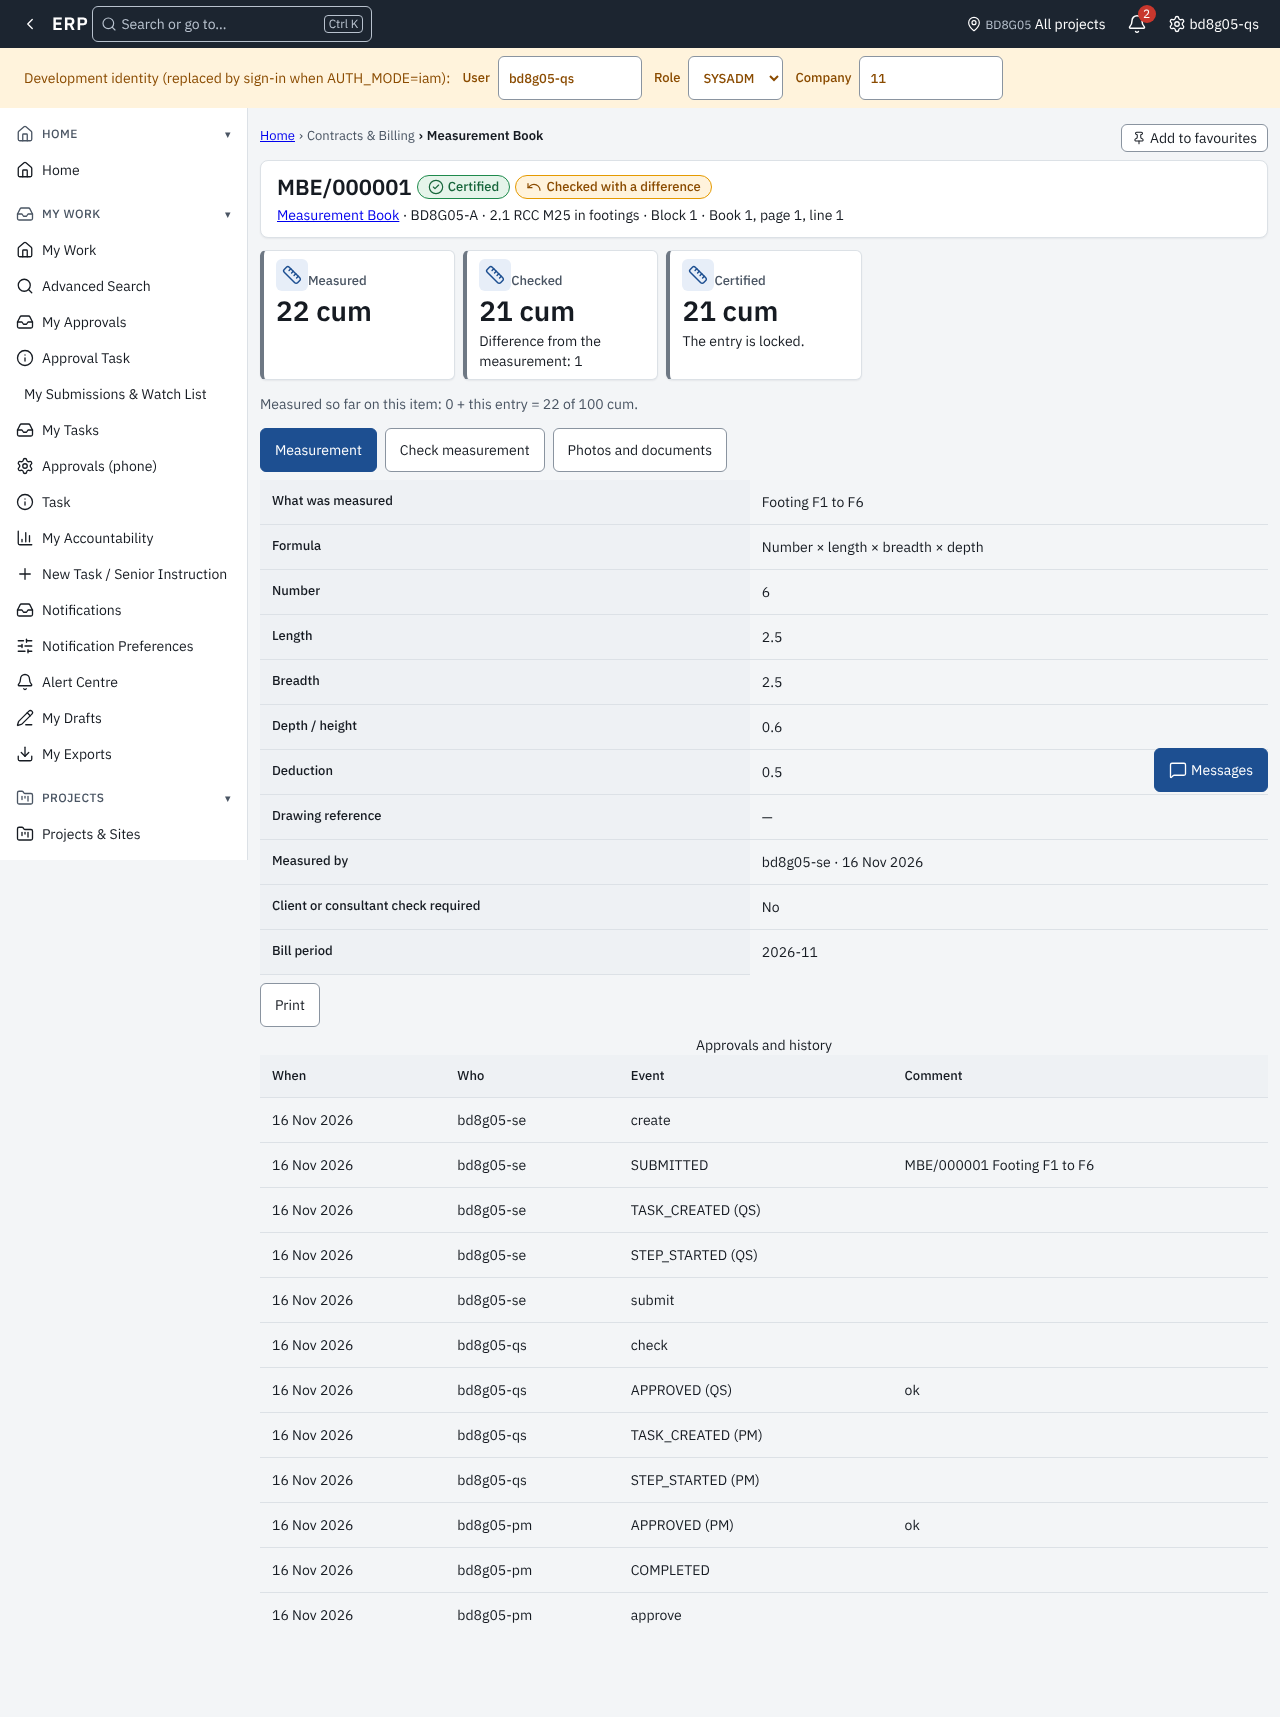 ERP
Search or go to...
Ctrl K
BD8G05 All projects
2
bd8g05-qs
Development identity (replaced by sign-in when AUTH_MODE=iam):
User
bd8g05-qs
Role
SYSADM
Company
11
HOME
Home
MY WORK
My Work
Advanced Search
My Approvals
Approval Task
My Submissions & Watch List
My Tasks
Approvals (phone)
Task
My Accountability
New Task / Senior Instruction
Notifications
Notification Preferences
Alert Centre
My Drafts
My Exports
PROJECTS
Projects & Sites
Home › Contracts & Billing › Measurement Book
Add to favourites
MBE/000001 Certified Checked with a difference
Measurement Book · BD8G05-A · 2.1 RCC M25 in footings · Block 1 · Book 1, page 1, line 1
Measured
22 cum
Checked
21 cum
Difference from the
measurement: 1
Certified
21 cum
The entry is locked.
Measured so far on this item: 0 + this entry = 22 of 100 cum.
Measurement
Check measurement
Photos and documents
What was measured Footing F1 to F6
Formula Number × length × breadth × depth
Number 6
Length 2.5
Breadth 2.5
Depth / height 0.6
Deduction 0.5
Messages
Drawing reference —
Measured by bd8g05-se · 16 Nov 2026
Client or consultant check required No
Bill period 2026-11
Print
Approvals and history
When Who Event Comment
16 Nov 2026 bd8g05-se create
16 Nov 2026 bd8g05-se SUBMITTED MBE/000001 Footing F1 to F6
16 Nov 2026 bd8g05-se TASK_CREATED (QS)
16 Nov 2026 bd8g05-se STEP_STARTED (QS)
16 Nov 2026 bd8g05-se submit
16 Nov 2026 bd8g05-qs check
16 Nov 2026 bd8g05-qs APPROVED (QS) ok
16 Nov 2026 bd8g05-qs TASK_CREATED (PM)
16 Nov 2026 bd8g05-qs STEP_STARTED (PM)
16 Nov 2026 bd8g05-pm APPROVED (PM) ok
16 Nov 2026 bd8g05-pm COMPLETED
16 Nov 2026 bd8g05-pm approve